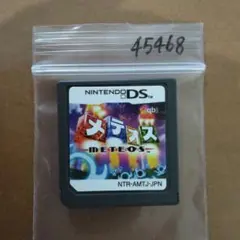 45468
NINTENDO DS
メテオス
METEOS
NTR-AMTJ-JPN